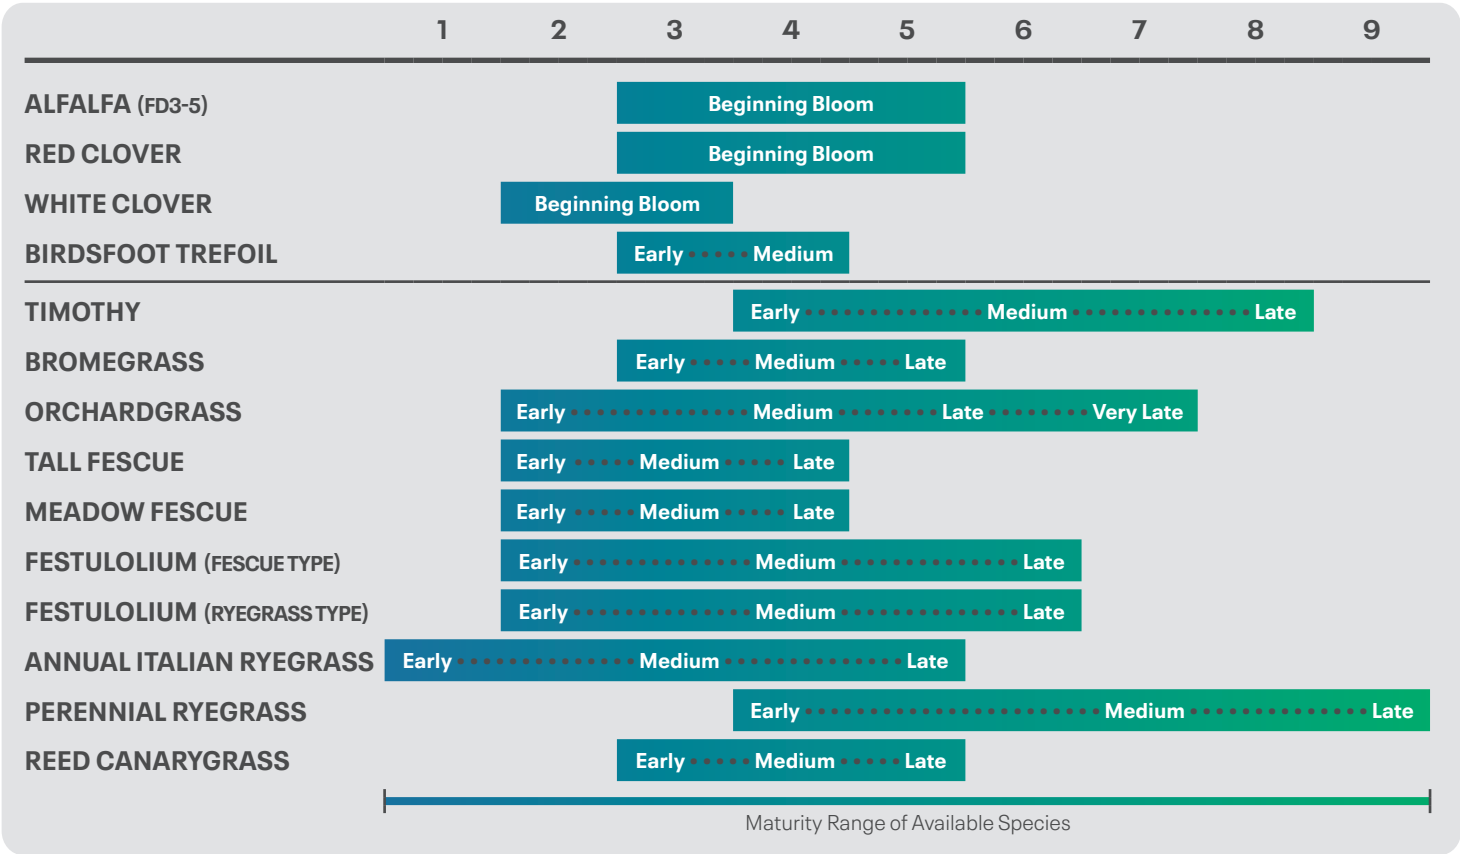 1 2 3 4 5 6 7 8 9
ALFALFA (FD3-5) Beginning Bloom
RED CLOVER Beginning Bloom
WHITE CLOVER Beginning Bloom
BIRDSFOOT TREFOIL Early ····· Medium
TIMOTHY Early ··············· Medium ··············· Late
BROMEGRASS Early ····· Medium ····· Late
ORCHARDGRASS Early ··············· Medium ········· Late ········· Very Late
TALL FESCUE Early ····· Medium ····· Late
MEADOW FESCUE Early ····· Medium ····· Late
FESTULOLIUM (FESCUE TYPE) Early ··············· Medium ··············· Late
FESTULOLIUM (RYEGRASS TYPE) Early ··············· Medium ··············· Late
ANNUAL ITALIAN RYEGRASS Early ··············· Medium ··············· Late
PERENNIAL RYEGRASS Early ························· Medium ··············· Late
REED CANARYGRASS Early ····· Medium ····· Late
Maturity Range of Available Species